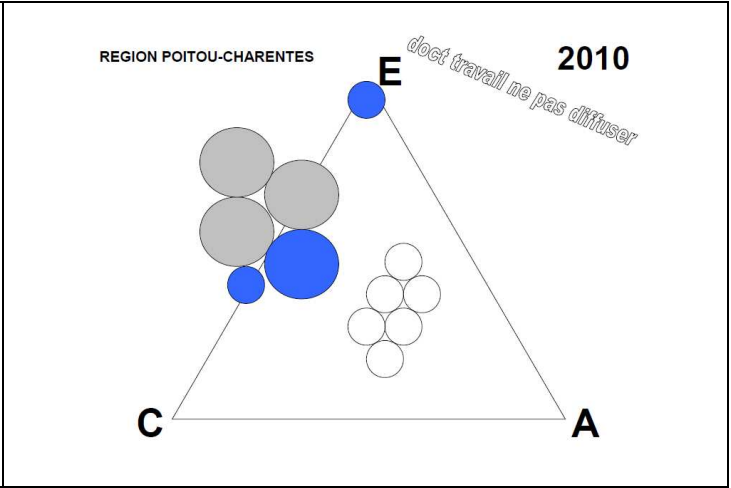 REGION POITOU-CHARENTES
doct travail ne pas diffuser
2010
E
C
A